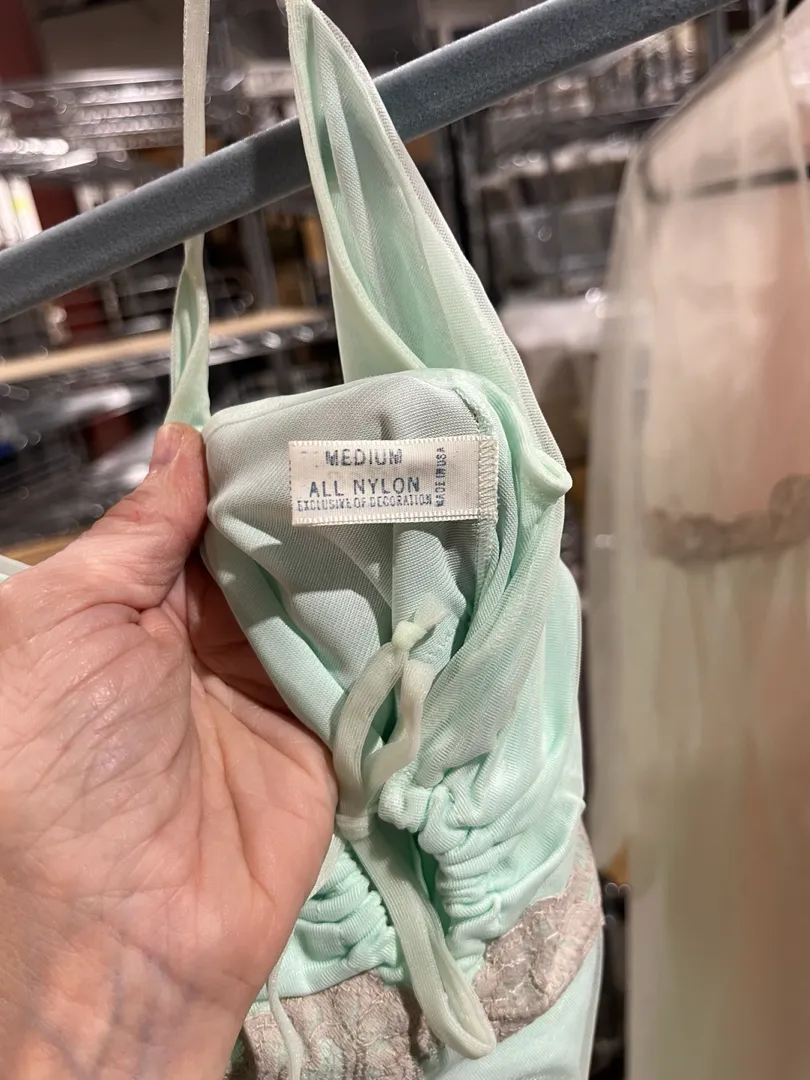 MEDIUM
ALL NYLON
EXCLUSIVE OF DECORATION
MADE IN USA